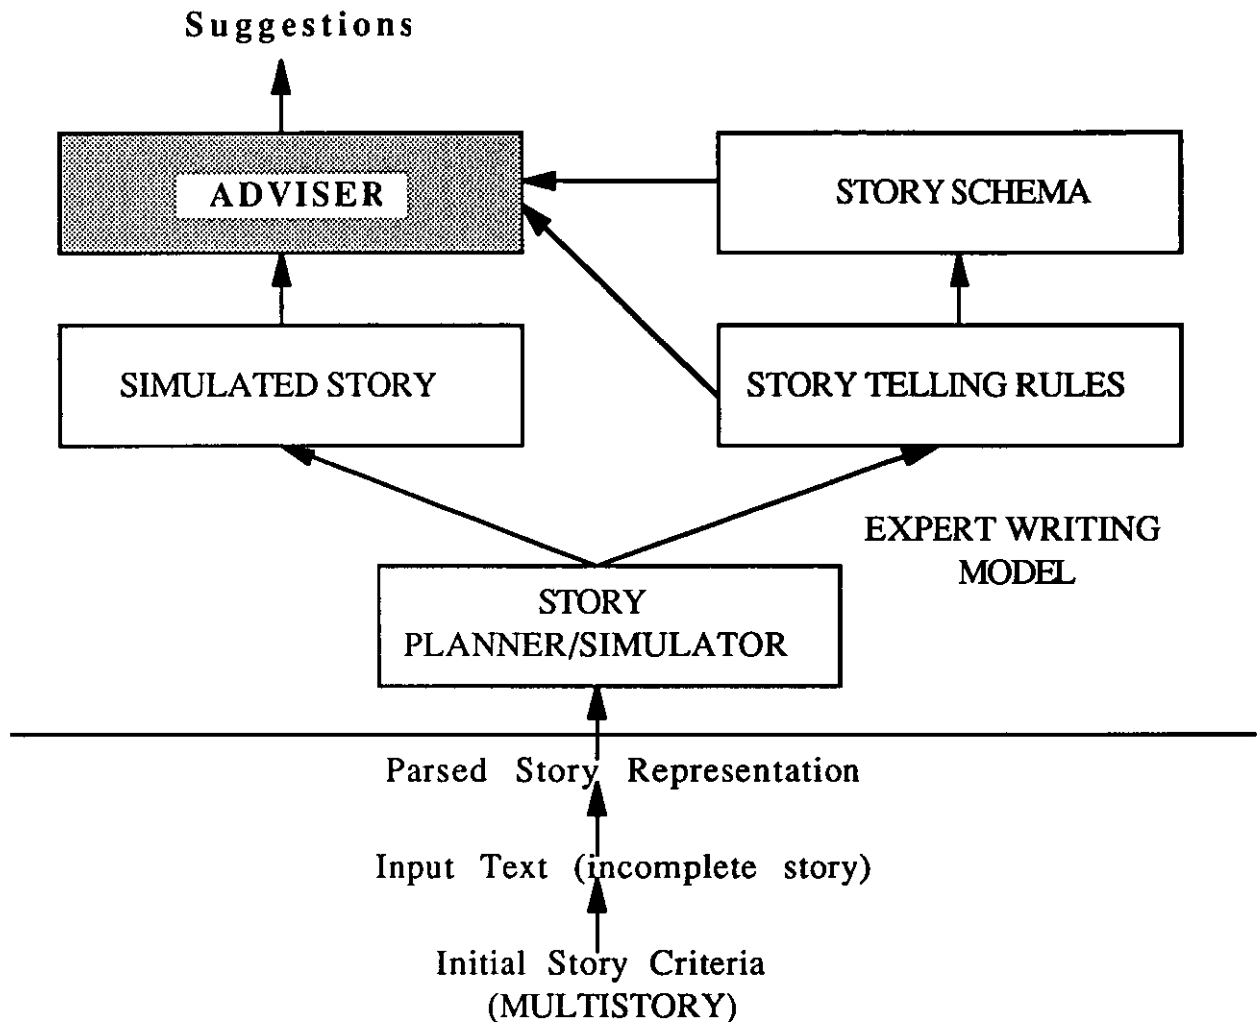 Suggestions
ADVISER
STORY SCHEMA
SIMULATED STORY
STORY TELLING RULES
EXPERT WRITING
MODEL
STORY
PLANNER/SIMULATOR
Parsed Story Representation
Input Text (incomplete story)
Initial Story Criteria
(MULTISTORY)